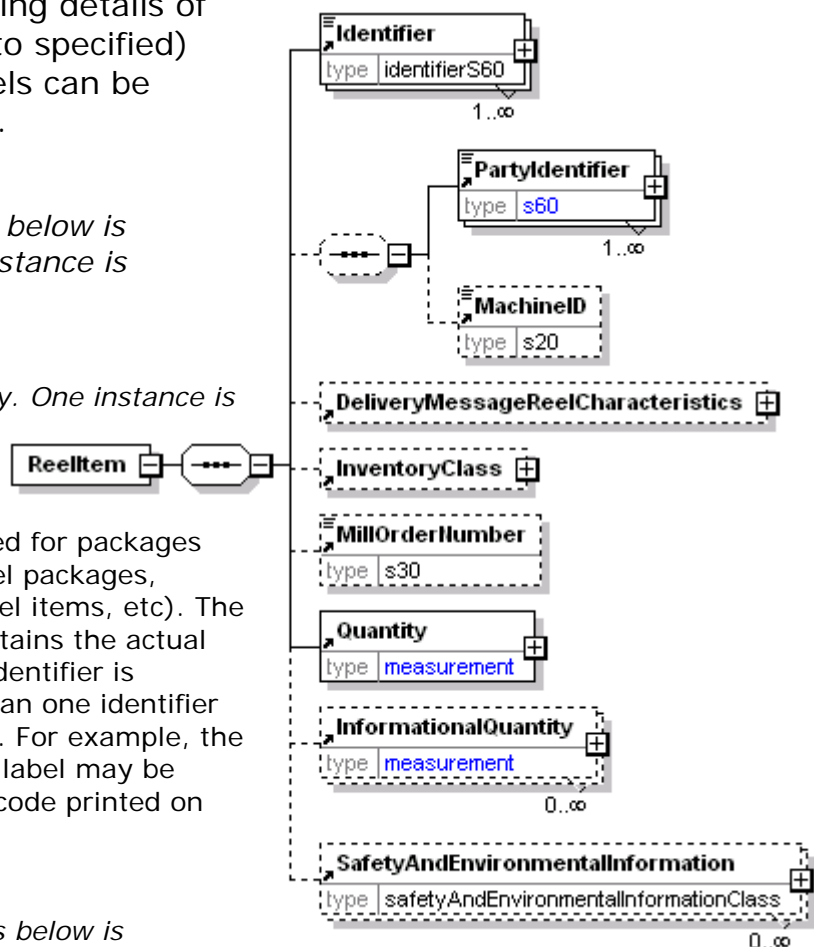 ing details of
to specified)
els can be
.
below is
stance is
y. One instance is
ed for packages
el packages,
el items, etc). The
tains the actual
dentifier is
an one identifier
. For example, the
label may be
code printed on
s below is
ReelItem
Identifier
type identifierS60
1..∞
PartyIdentifier
type s60
1..∞
MachineID
type s20
DeliveryMessageReelCharacteristics
InventoryClass
MillOrderNumber
type s30
Quantity
type measurement
InformationalQuantity
type measurement
0..∞
SafetyAndEnvironmentalInformation
type safetyAndEnvironmentalInformationClass
0..∞